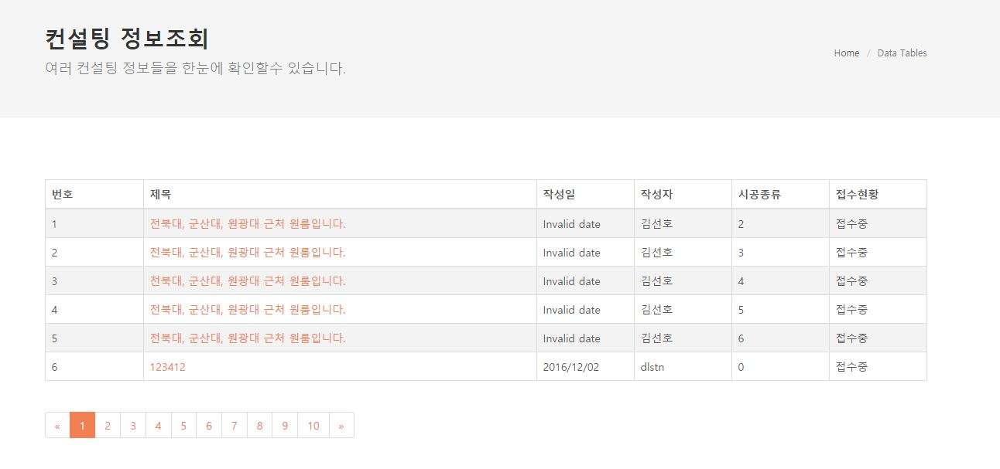 컨설팅 정보조회
여러 컨설팅 정보들을 한눈에 확인할수 있습니다.
Home / Data Tables
번호 제목 작성일 작성자 시공종류 접수현황
1 전북대, 군산대, 원광대 근처 원룸입니다. Invalid date 김선호 2 접수중
2 전북대, 군산대, 원광대 근처 원룸입니다. Invalid date 김선호 3 접수중
3 전북대, 군산대, 원광대 근처 원룸입니다. Invalid date 김선호 4 접수중
4 전북대, 군산대, 원광대 근처 원룸입니다. Invalid date 김선호 5 접수중
5 전북대, 군산대, 원광대 근처 원룸입니다. Invalid date 김선호 6 접수중
6 123412 2016/12/02 dlstn 0 접수중
« 1 2 3 4 5 6 7 8 9 10 »